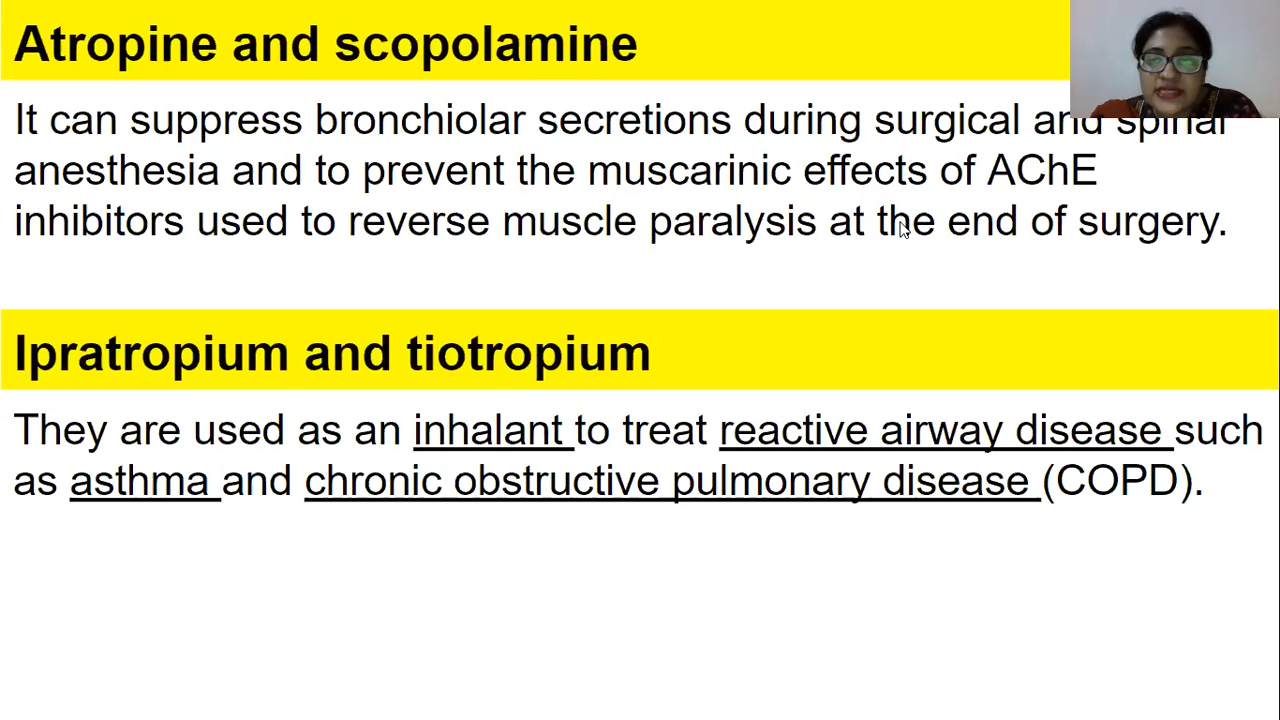 Atropine and scopolamine
It can suppress bronchiolar secretions during surgical and spinal
anesthesia and to prevent the muscarinic effects of AChE
inhibitors used to reverse muscle paralysis at the end of surgery.
Ipratropium and tiotropium
They are used as an inhalant to treat reactive airway disease such
as asthma and chronic obstructive pulmonary disease (COPD).